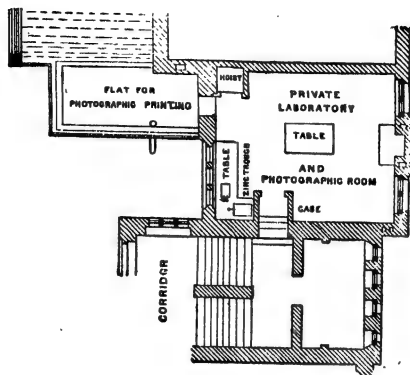 FLAT FOR
PHOTOGRAPHIC PRINTING
HOIST
PRIVATE
LABORATORY
TABLE
AND
PHOTOGRAPHIC ROOM
TABLE
ZINC TROUGH
CASE
CORRIDOR